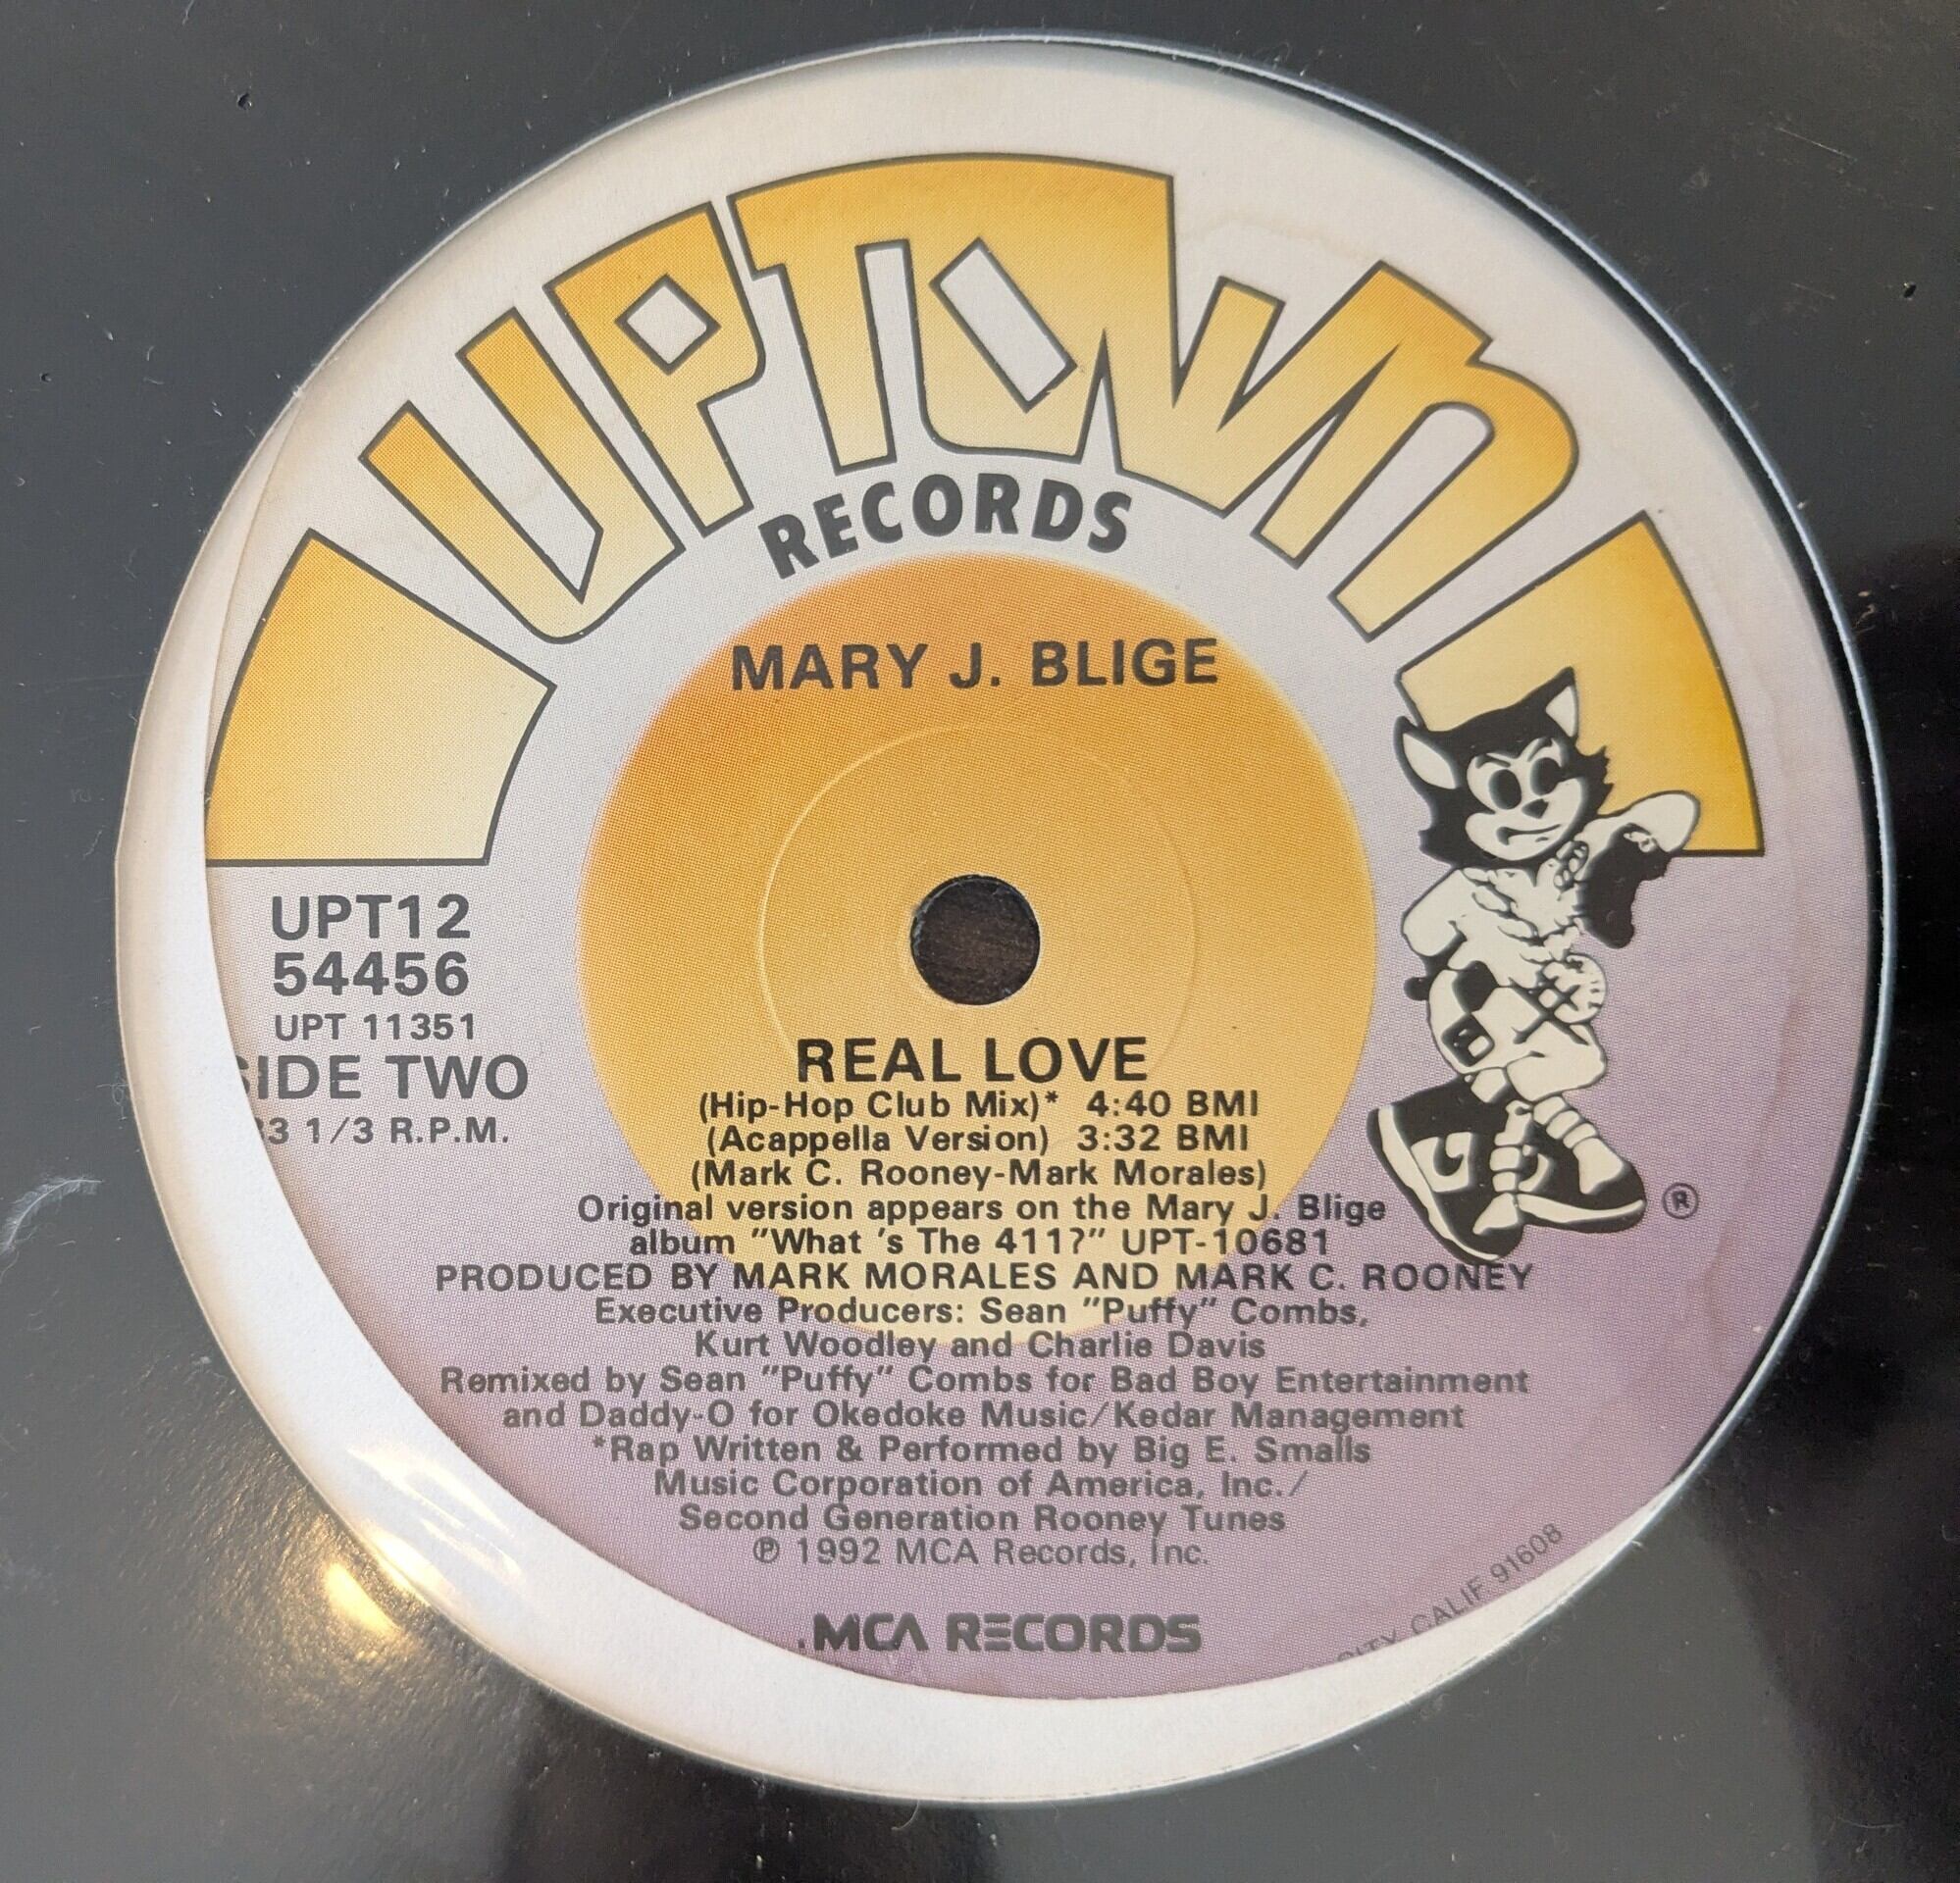 UPTOWN
RECORDS
MARY J. BLIGE
UPT12
54456
UPT 11351
SIDE TWO
33 1/3 R.P.M.
REAL LOVE
(Hip-Hop Club Mix)* 4:40 BMI
(Acappella Version) 3:32 BMI
(Mark C. Rooney-Mark Morales)
Original version appears on the Mary J. Blige
album "What 's The 411?" UPT-10681
PRODUCED BY MARK MORALES AND MARK C. ROONEY
Executive Producers: Sean "Puffy" Combs,
Kurt Woodley and Charlie Davis
Remixed by Sean "Puffy" Combs for Bad Boy Entertainment
and Daddy-O for Okedoke Music/Kedar Management
*Rap Written & Performed by Big E. Smalls
Music Corporation of America, Inc./
Second Generation Rooney Tunes
℗ 1992 MCA Records, Inc.
MCA RECORDS
CITY, CALIF. 91608
®